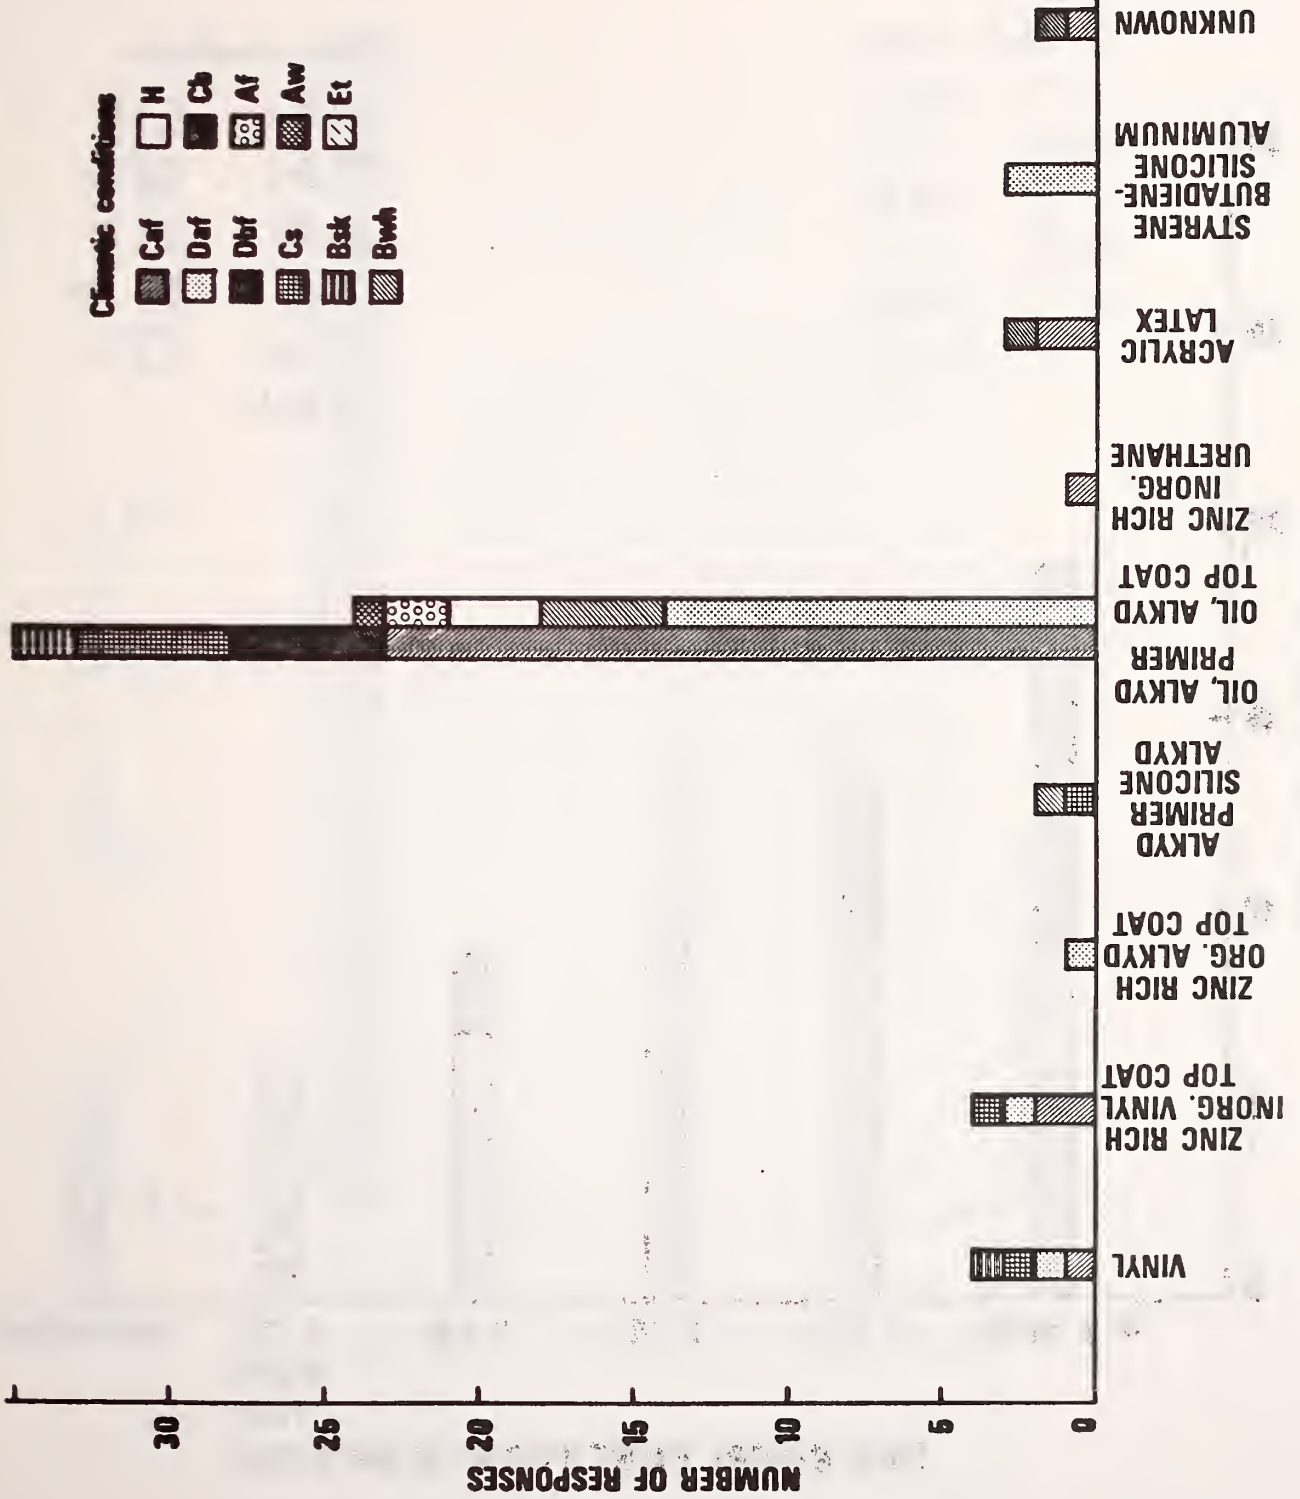 Climatic conditions
Caf
Daf
Dbf
Cs
Bsk
Bwh
H
Cb
Af
Aw
Et
NUMBER OF RESPONSES
30
25
20
15
10
5
0
VINYL
ZINC RICH
INORG. VINYL
TOP COAT
ZINC RICH
ORG. ALKYD
TOP COAT
ALKYD
PRIMER
SILICONE
ALKYD
OIL, ALKYD
PRIMER
OIL, ALKYD
TOP COAT
ZINC RICH
INORG.
URETHANE
ACRYLIC
LATEX
STYRENE
BUTADIENE-
SILICONE
ALUMINUM
UNKNOWN